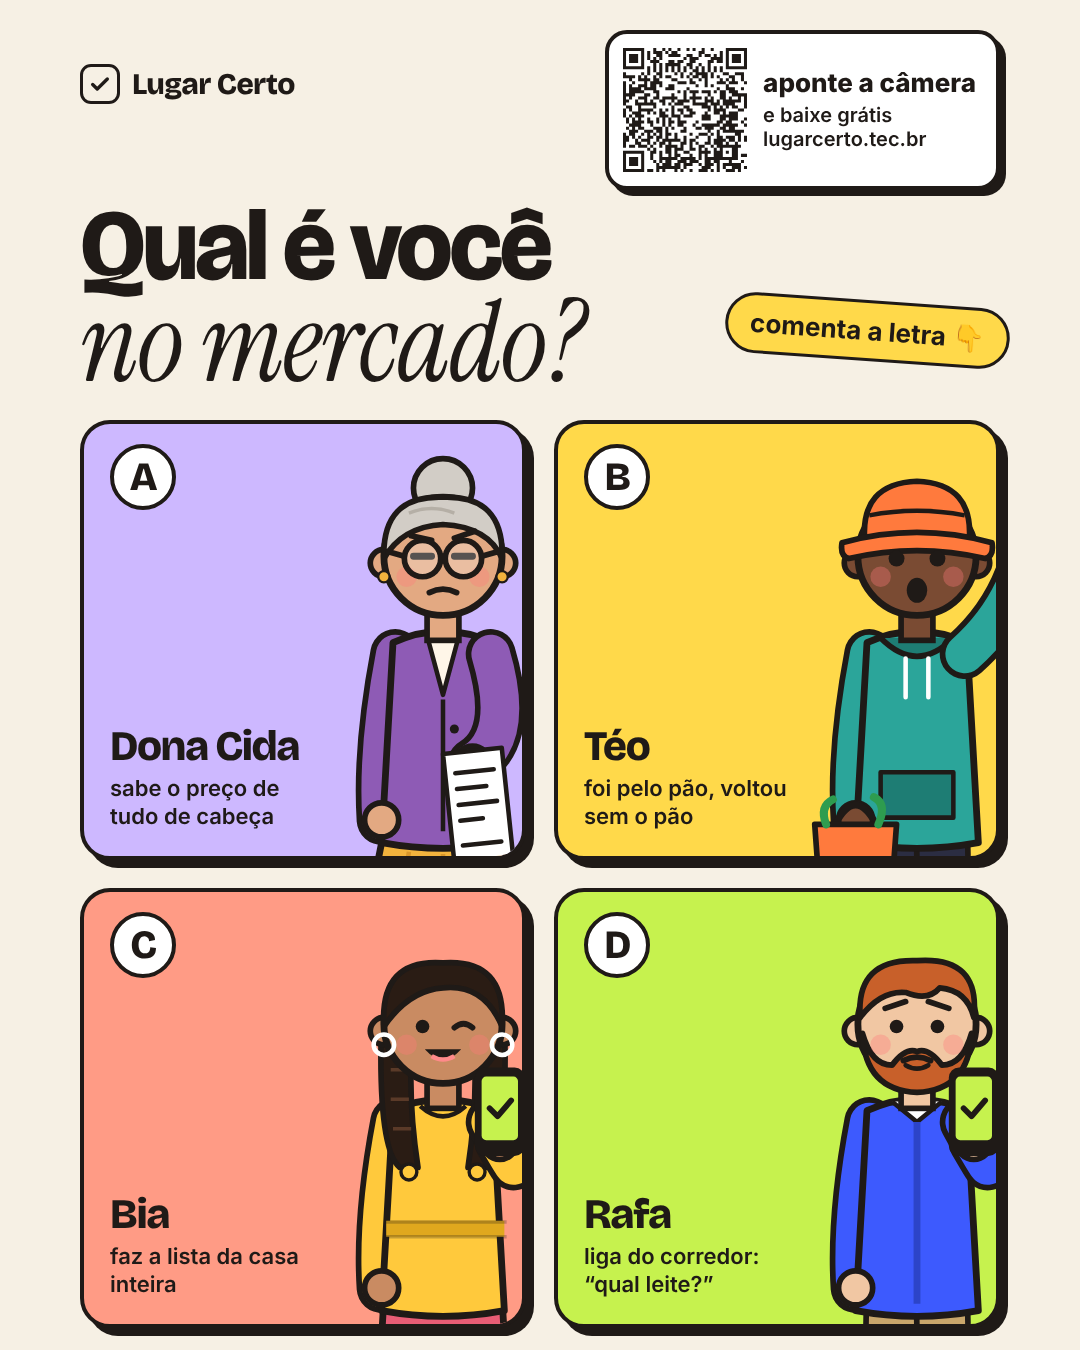 Lugar Certo
aponte a câmera
e baixe grátis
lugarcerto.tec.br
Qual é você
no mercado?
comenta a letra 👇
A
Dona Cida
sabe o preço de
tudo de cabeça
B
Téo
foi pelo pão, voltou
sem o pão
C
Bia
faz a lista da casa
inteira
D
Rafa
liga do corredor:
“qual leite?”